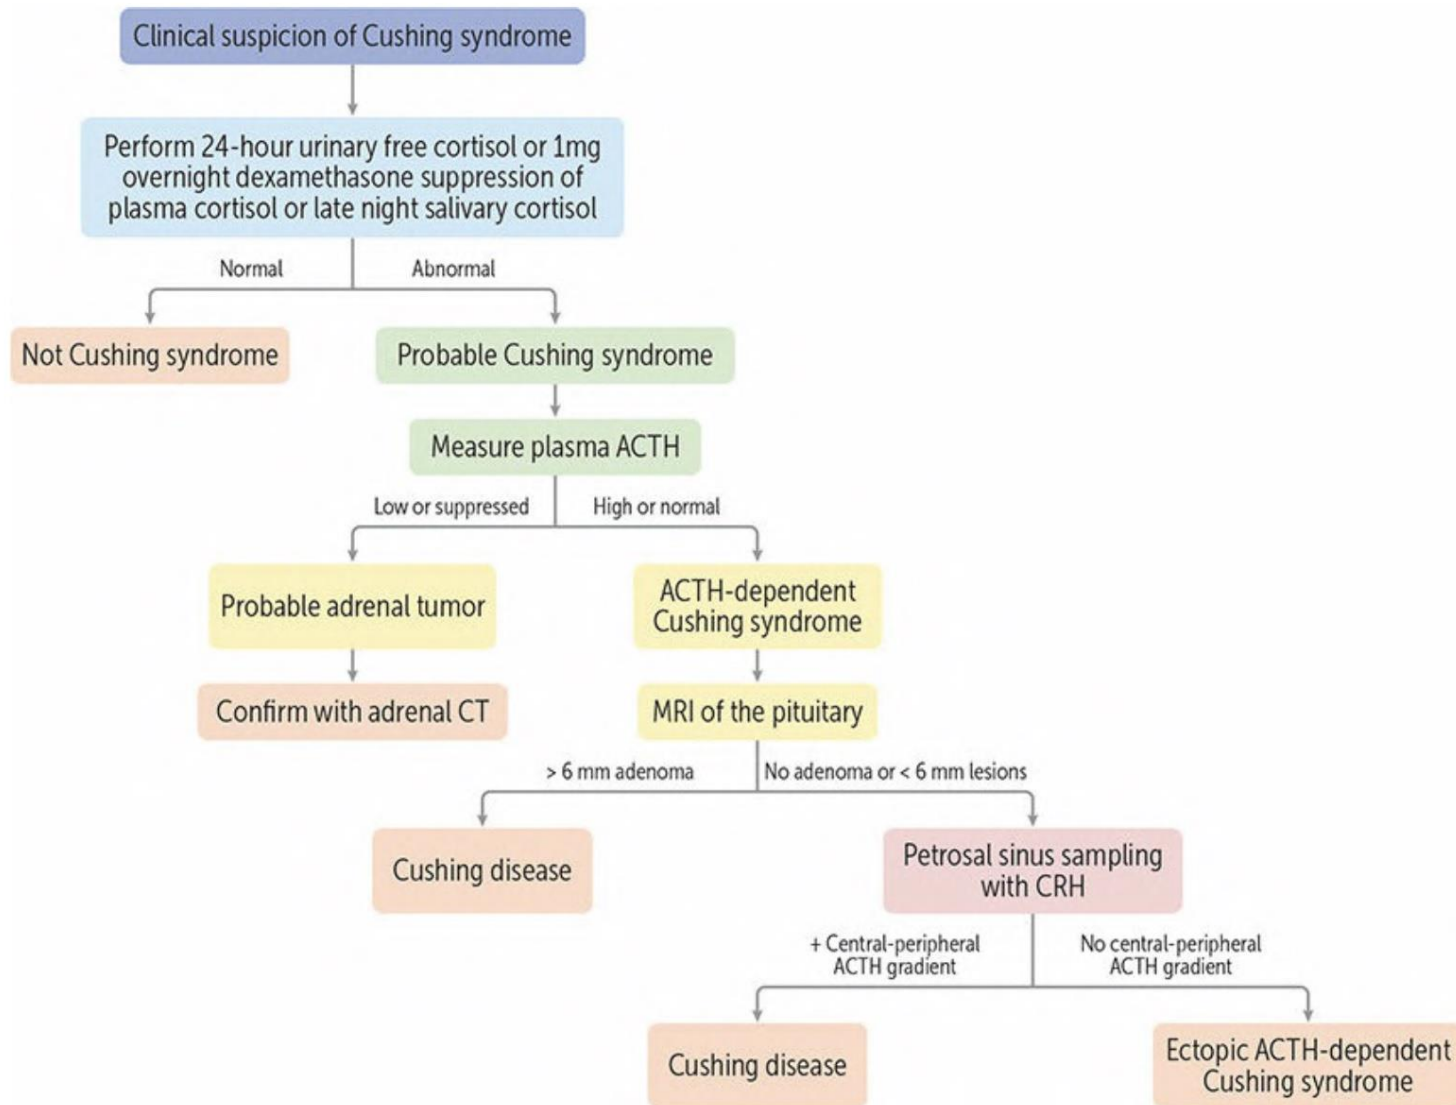 Clinical suspicion of Cushing syndrome
Perform 24-hour urinary free cortisol or 1mg
overnight dexamethasone suppression of
plasma cortisol or late night salivary cortisol
Normal
Abnormal
Not Cushing syndrome
Probable Cushing syndrome
Measure plasma ACTH
Low or suppressed
High or normal
Probable adrenal tumor
ACTH-dependent
Cushing syndrome
Confirm with adrenal CT
MRI of the pituitary
> 6 mm adenoma
No adenoma or < 6 mm lesions
Cushing disease
Petrosal sinus sampling
with CRH
+ Central-peripheral
ACTH gradient
No central-peripheral
ACTH gradient
Cushing disease
Ectopic ACTH-dependent
Cushing syndrome